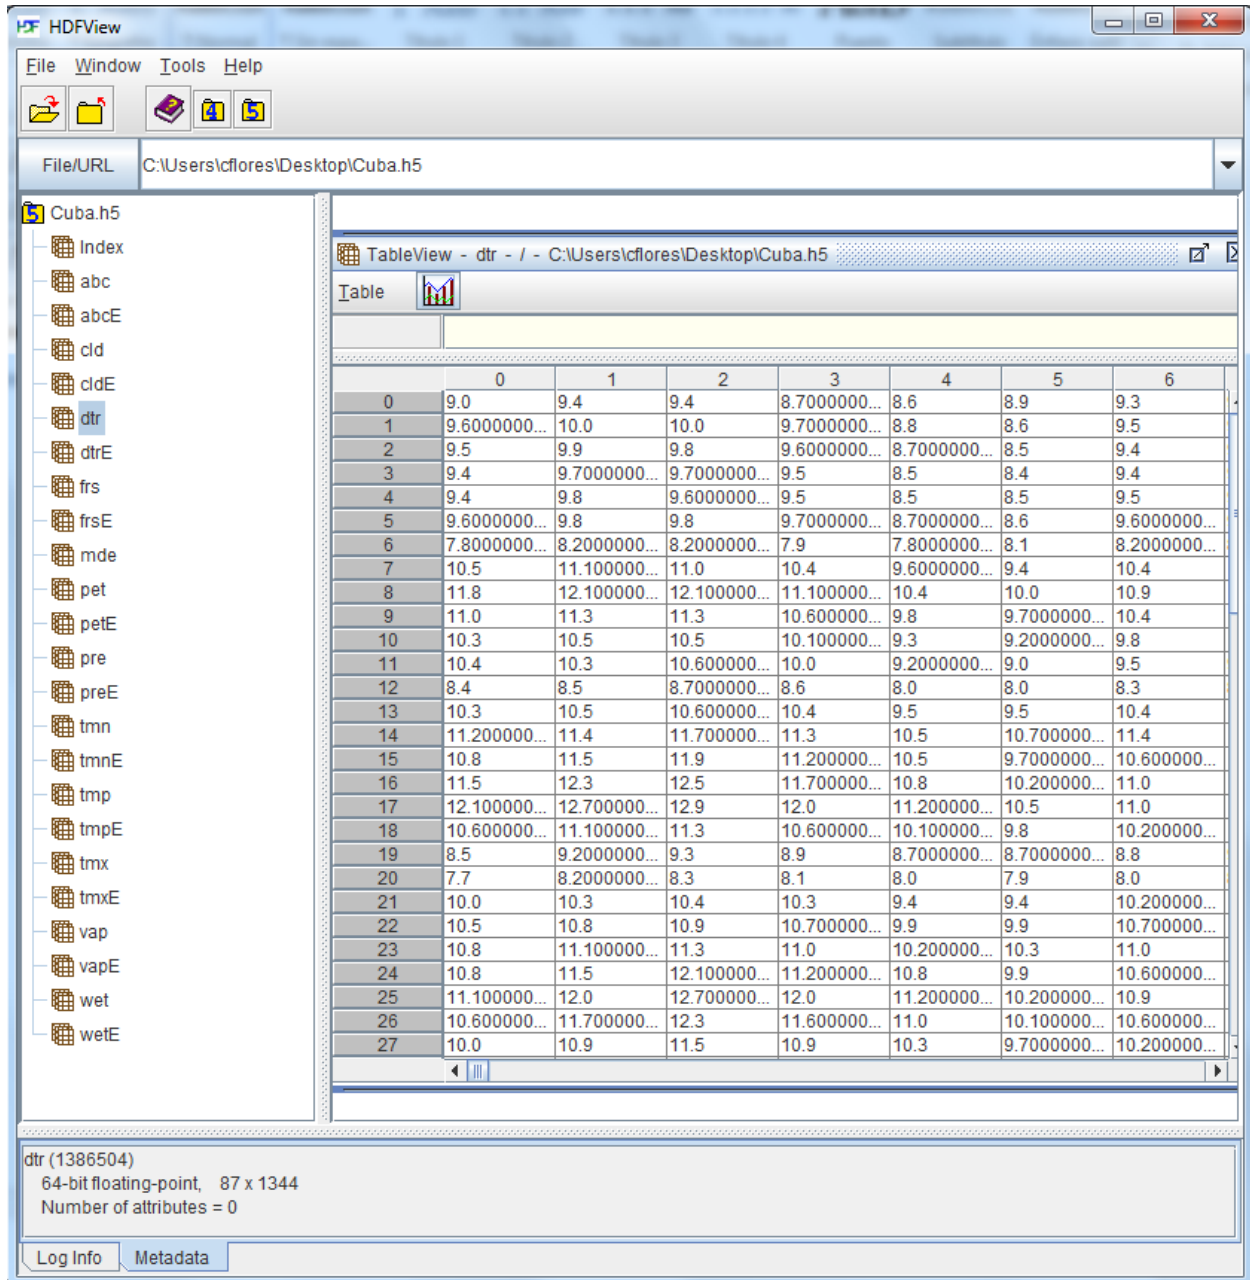 HDF HDFView
File Window Tools Help
4 5
File/URL C:\Users\cflores\Desktop\Cuba.h5
5 Cuba.h5
Index
abc
abcE
cld
cldE
dtr
dtrE
frs
frsE
mde
pet
petE
pre
preE
tmn
tmnE
tmp
tmpE
tmx
tmxE
vap
vapE
wet
wetE
TableView - dtr - / - C:\Users\cflores\Desktop\Cuba.h5
Table
0 1 2 3 4 5 6
0 9.0 9.4 9.4 8.7000000... 8.6 8.9 9.3
1 9.6000000... 10.0 10.0 9.7000000... 8.8 8.6 9.5
2 9.5 9.9 9.8 9.6000000... 8.7000000... 8.5 9.4
3 9.4 9.7000000... 9.7000000... 9.5 8.5 8.4 9.4
4 9.4 9.8 9.6000000... 9.5 8.5 8.5 9.5
5 9.6000000... 9.8 9.8 9.7000000... 8.7000000... 8.6 9.6000000...
6 7.8000000... 8.2000000... 8.2000000... 7.9 7.8000000... 8.1 8.2000000...
7 10.5 11.100000... 11.0 10.4 9.6000000... 9.4 10.4
8 11.8 12.100000... 12.100000... 11.100000... 10.4 10.0 10.9
9 11.0 11.3 11.3 10.600000... 9.8 9.7000000... 10.4
10 10.3 10.5 10.5 10.100000... 9.3 9.2000000... 9.8
11 10.4 10.3 10.600000... 10.0 9.2000000... 9.0 9.5
12 8.4 8.5 8.7000000... 8.6 8.0 8.0 8.3
13 10.3 10.5 10.600000... 10.4 9.5 9.5 10.4
14 11.200000... 11.4 11.700000... 11.3 10.5 10.700000... 11.4
15 10.8 11.5 11.9 11.200000... 10.5 9.7000000... 10.600000...
16 11.5 12.3 12.5 11.700000... 10.8 10.200000... 11.0
17 12.100000... 12.700000... 12.9 12.0 11.200000... 10.5 11.0
18 10.600000... 11.100000... 11.3 10.600000... 10.100000... 9.8 10.200000...
19 8.5 9.2000000... 9.3 8.9 8.7000000... 8.7000000... 8.8
20 7.7 8.2000000... 8.3 8.1 8.0 7.9 8.0
21 10.0 10.3 10.4 10.3 9.4 9.4 10.200000...
22 10.5 10.8 10.9 10.700000... 9.9 9.9 10.700000...
23 10.8 11.100000... 11.3 11.0 10.200000... 10.3 11.0
24 10.8 11.5 12.100000... 11.200000... 10.8 9.9 10.600000...
25 11.100000... 12.0 12.700000... 12.0 11.200000... 10.200000... 10.9
26 10.600000... 11.700000... 12.3 11.600000... 11.0 10.100000... 10.600000...
27 10.0 10.9 11.5 10.9 10.3 9.7000000... 10.200000...
dtr (1386504)
64-bit floating-point, 87 x 1344
Number of attributes = 0
Log Info Metadata